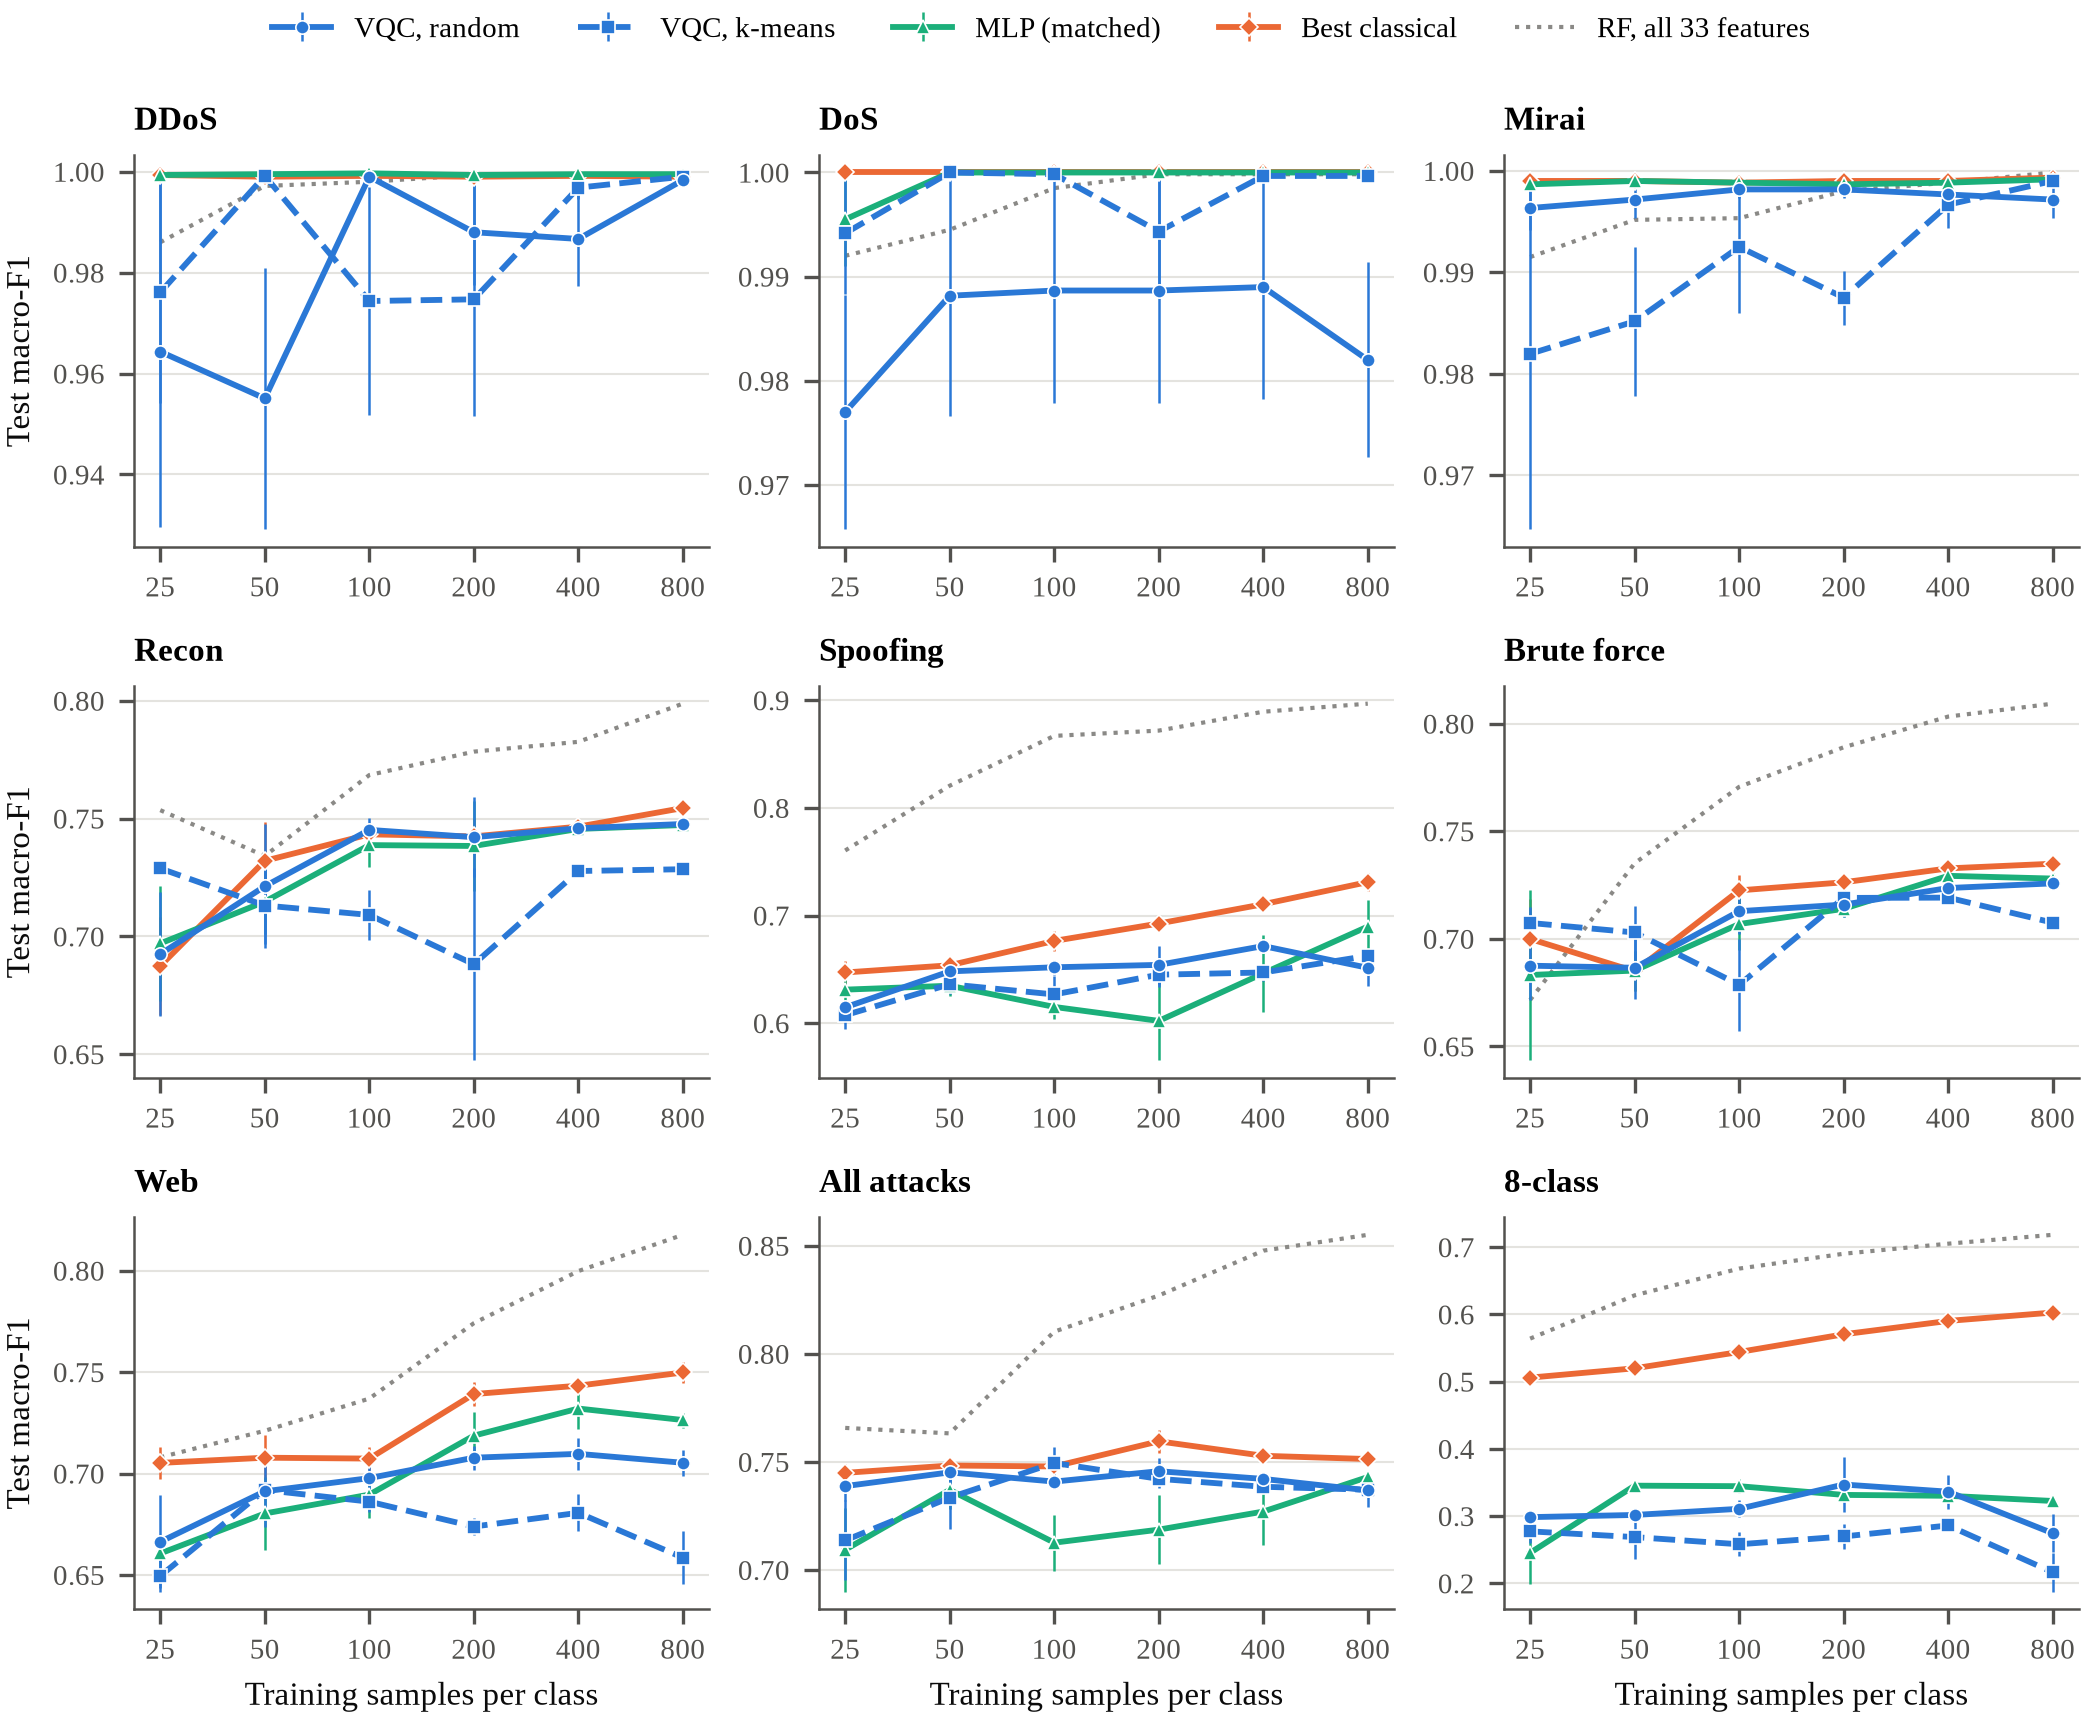 VQC, random VQC, k-means MLP (matched) Best classical RF, all 33 features
DDoS DoS Mirai
Test macro-F1
1.00
0.98
0.96
0.94
25 50 100 200 400 800
1.00
0.99
0.98
0.97
25 50 100 200 400 800
1.00
0.99
0.98
0.97
25 50 100 200 400 800
Recon Spoofing Brute force
Test macro-F1
0.80
0.75
0.70
0.65
25 50 100 200 400 800
0.9
0.8
0.7
0.6
25 50 100 200 400 800
0.80
0.75
0.70
0.65
25 50 100 200 400 800
Web All attacks 8-class
Test macro-F1
0.80
0.75
0.70
0.65
25 50 100 200 400 800
Training samples per class
0.85
0.80
0.75
0.70
25 50 100 200 400 800
Training samples per class
0.7
0.6
0.5
0.4
0.3
0.2
25 50 100 200 400 800
Training samples per class